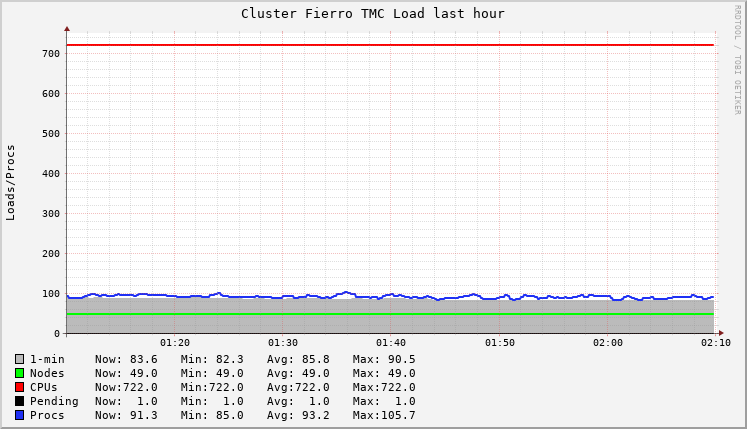 Cluster Fierro TMC Load last hour
RRDTOOL / TOBI OETIKER
Loads/Procs
700
600
500
400
300
200
100
0
01:20 01:30 01:40 01:50 02:00 02:10
1-min Now: 83.6 Min: 82.3 Avg: 85.8 Max: 90.5
Nodes Now: 49.0 Min: 49.0 Avg: 49.0 Max: 49.0
CPUs Now:722.0 Min:722.0 Avg:722.0 Max:722.0
Pending Now: 1.0 Min: 1.0 Avg: 1.0 Max: 1.0
Procs Now: 91.3 Min: 85.0 Avg: 93.2 Max:105.7